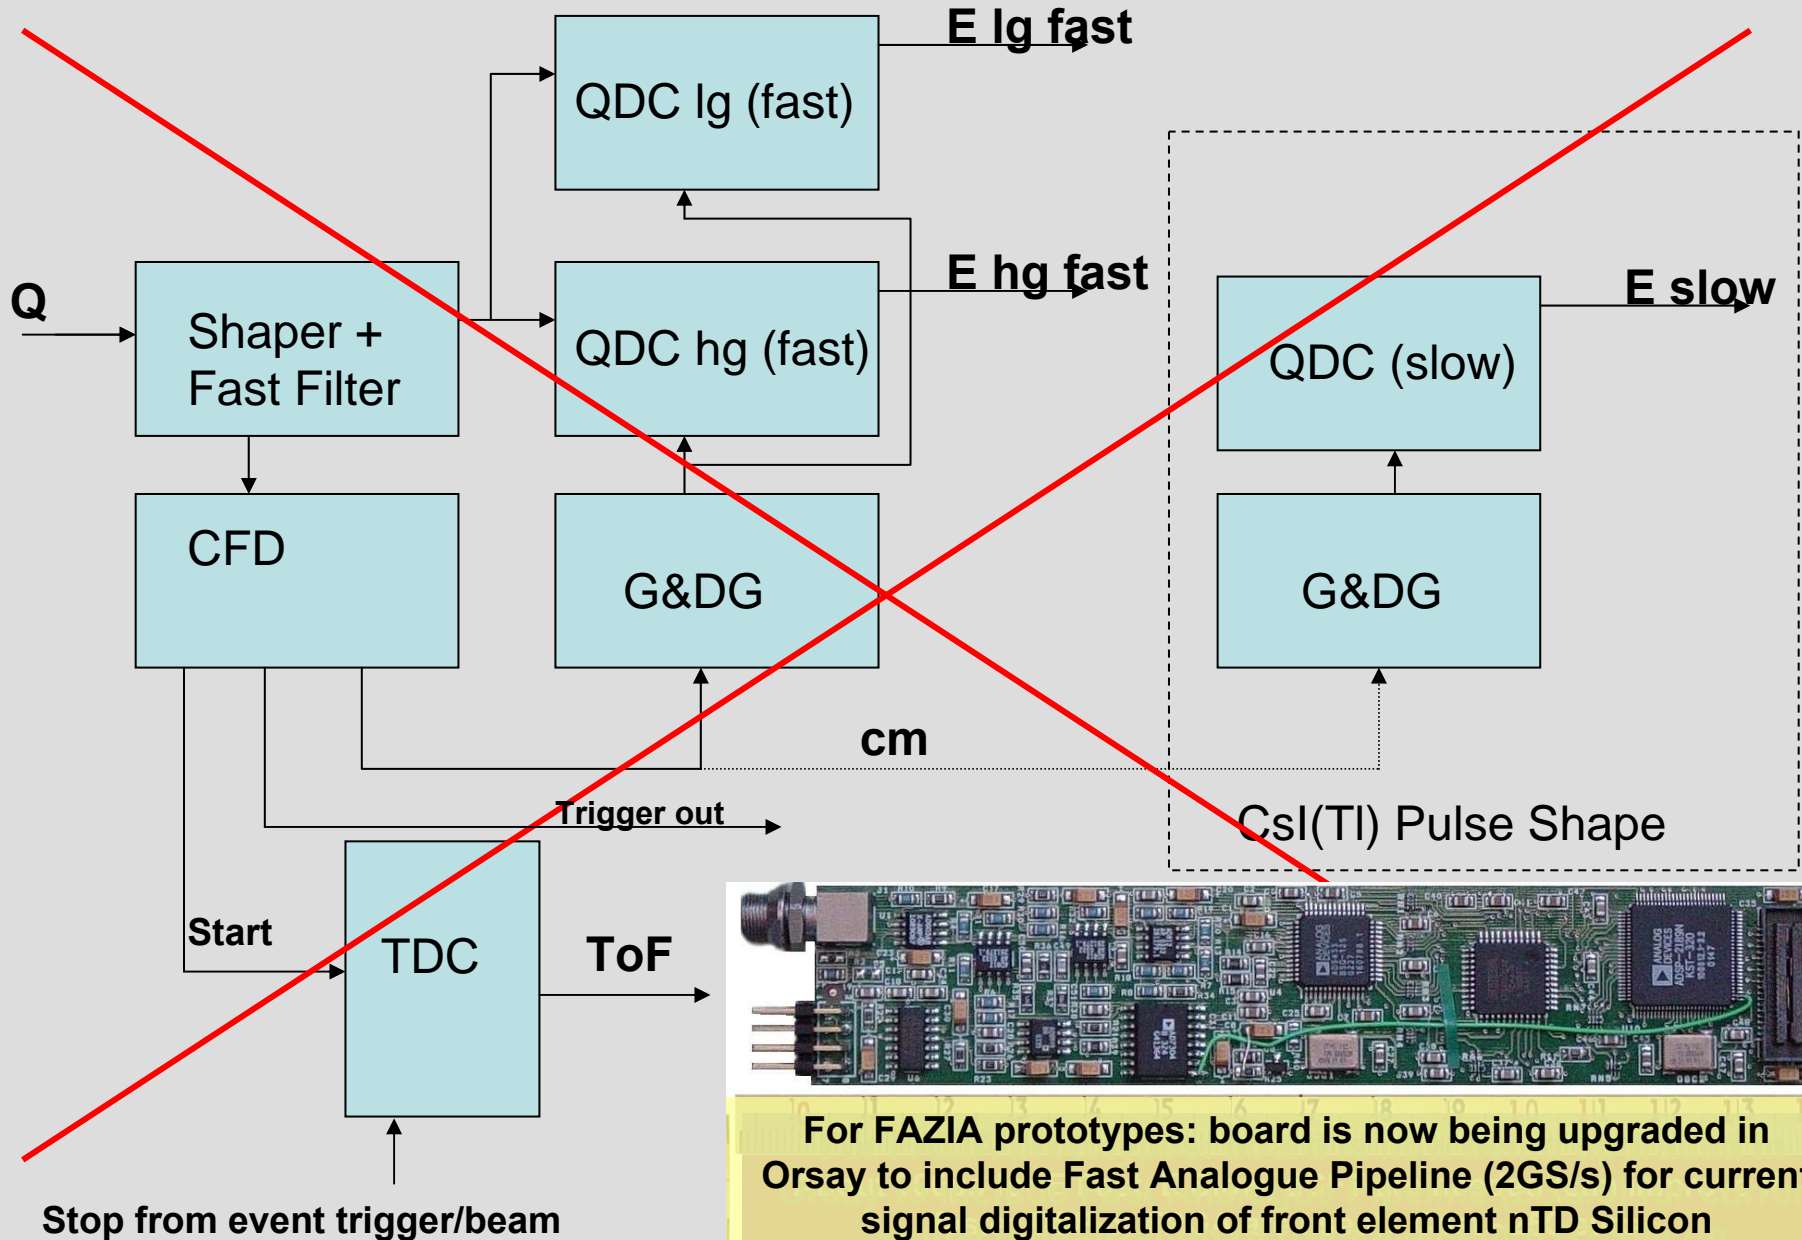 E lg fast
QDC lg (fast)
Q
Shaper +
Fast Filter
E hg fast
QDC hg (fast)
E slow
QDC (slow)
CFD
G&DG
G&DG
cm
Trigger out
CsI(Tl) Pulse Shape
Start
TDC
ToF
Stop from event trigger/beam
ANALOG
DEVICES
For FAZIA prototypes: board is now being upgraded in
Orsay to include Fast Analogue Pipeline (2GS/s) for current
signal digitalization of front element nTD Silicon